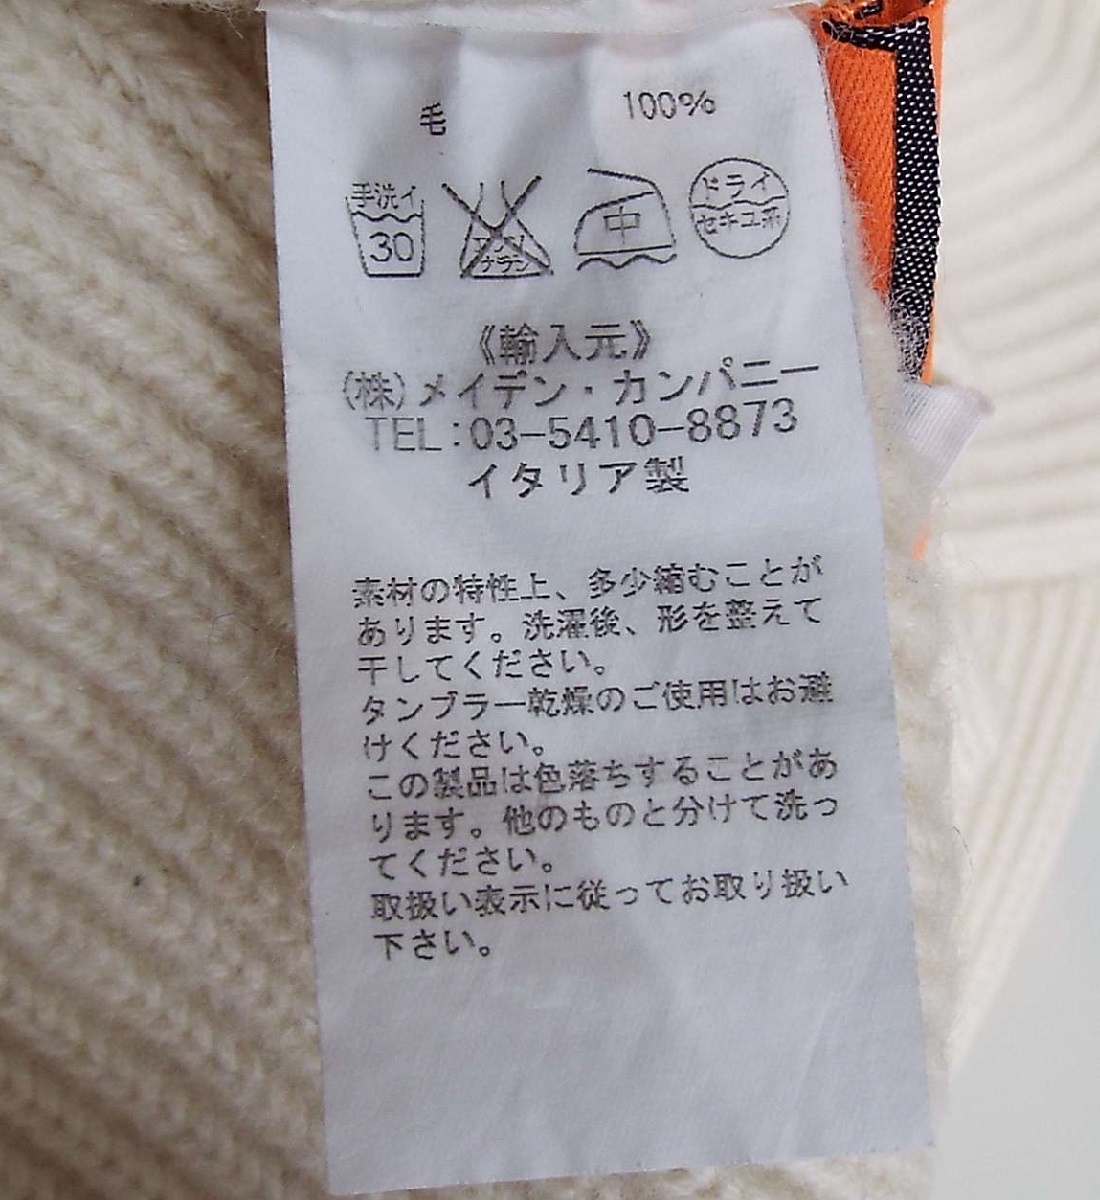 毛 100%
手洗イ 30
エンソ サラシ
中
ドライ
セキユ系
《輸入元》
(株)メイデン・カンパニー
TEL:03-5410-8873
イタリア製
素材の特性上、多少縮むことが
あります。洗濯後、形を整えて
干してください。
タンブラー乾燥のご使用はお避
けください。
この製品は色落ちすることがあ
ります。他のものと分けて洗っ
てください。
取扱い表示に従ってお取り扱い
下さい。